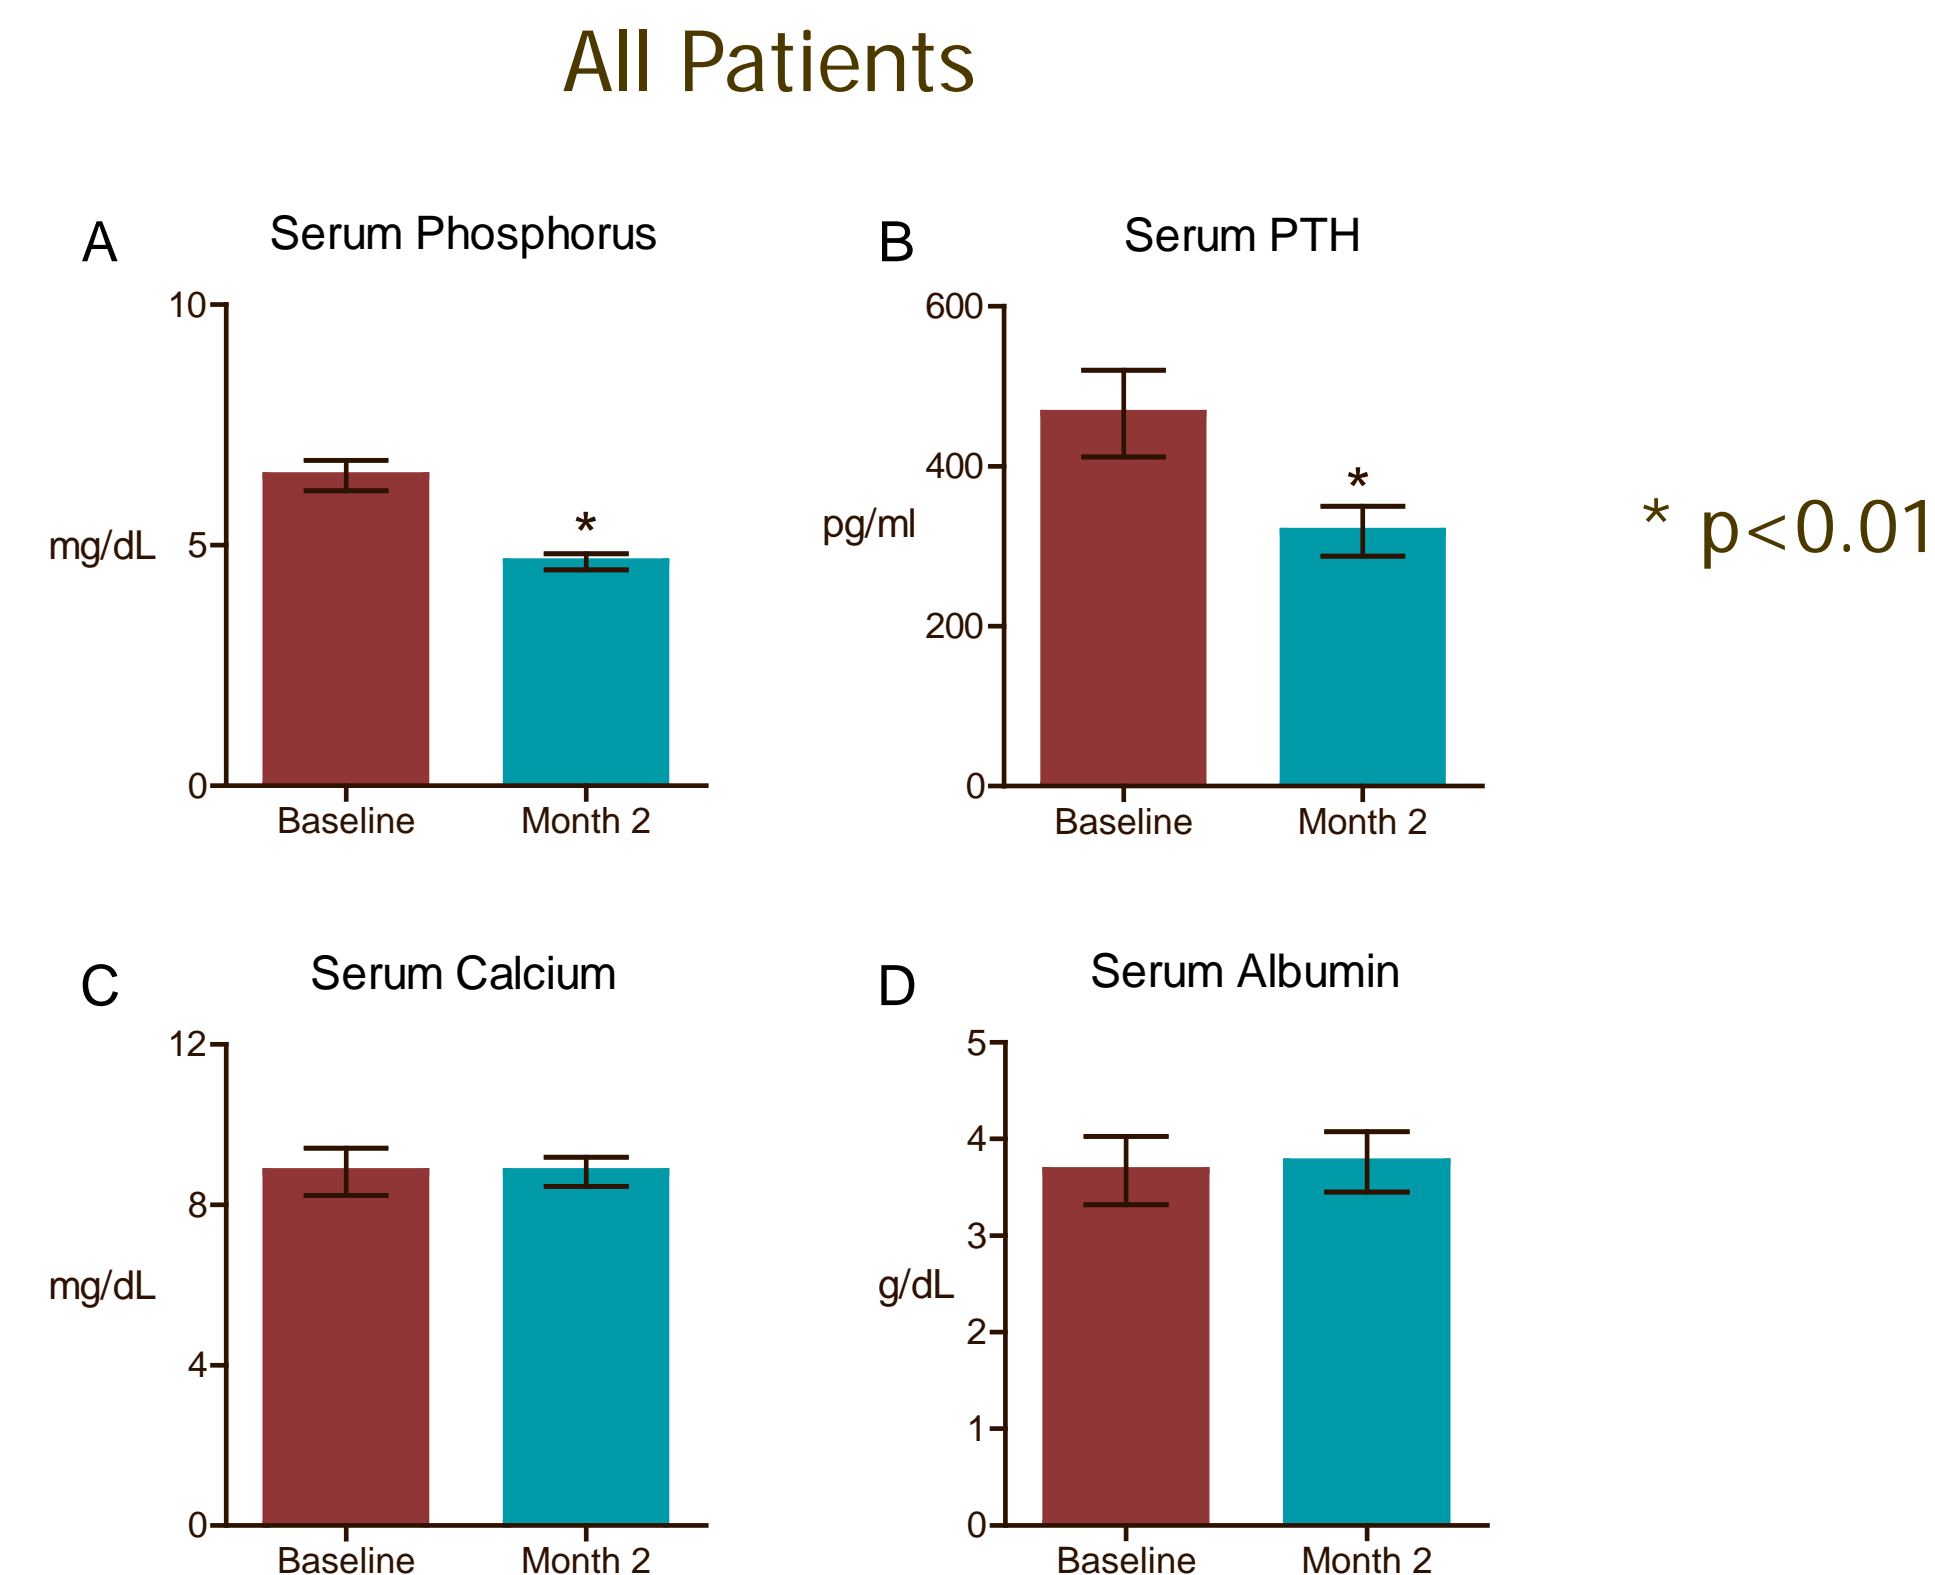 All Patients
A
Serum Phosphorus
10
5
0
mg/dL
*
Baseline
Month 2
B
Serum PTH
600
400
200
0
pg/ml
*
Baseline
Month 2
* p<0.01
C
Serum Calcium
12
8
4
0
mg/dL
Baseline
Month 2
D
Serum Albumin
5
4
3
2
1
0
g/dL
Baseline
Month 2